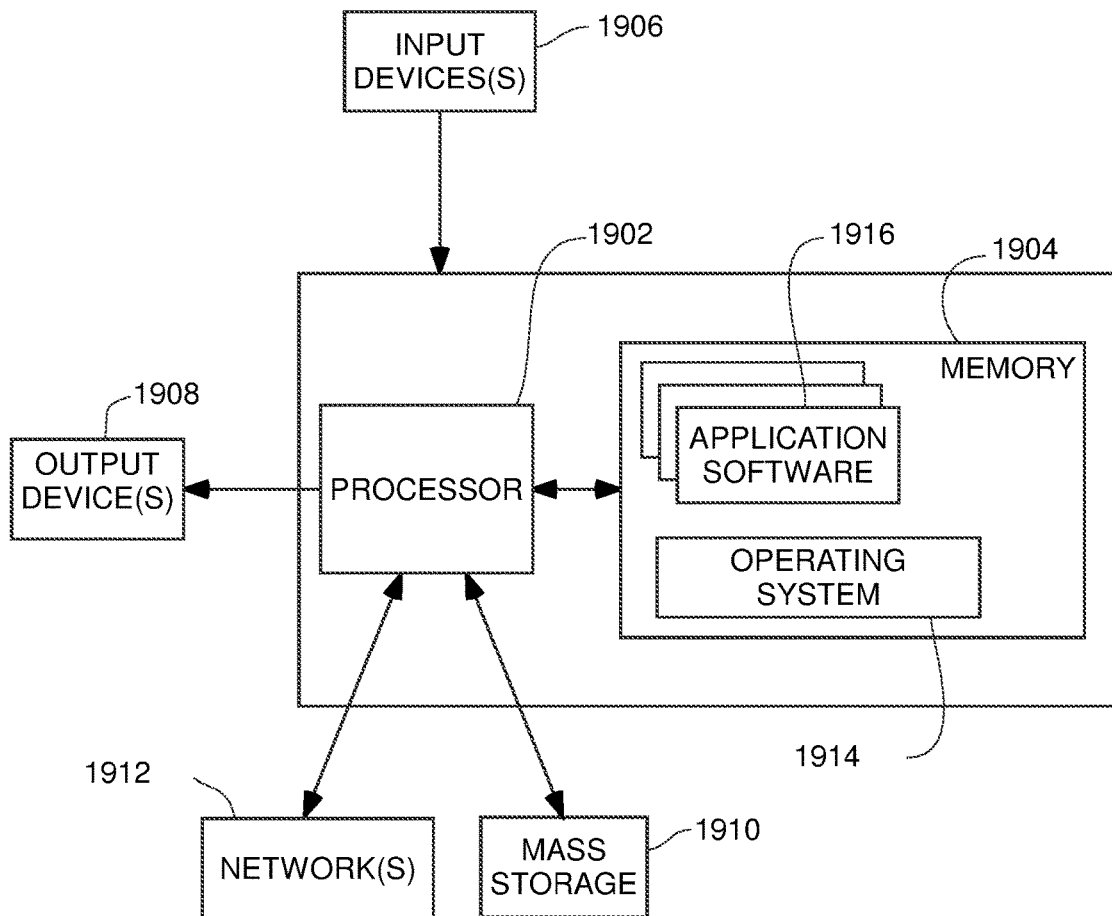 INPUT
DEVICES(S)
1906
1902
1916
1904
MEMORY
1908
OUTPUT
DEVICE(S)
PROCESSOR
APPLICATION
SOFTWARE
OPERATING
SYSTEM
1914
1912
NETWORK(S)
MASS
STORAGE
1910